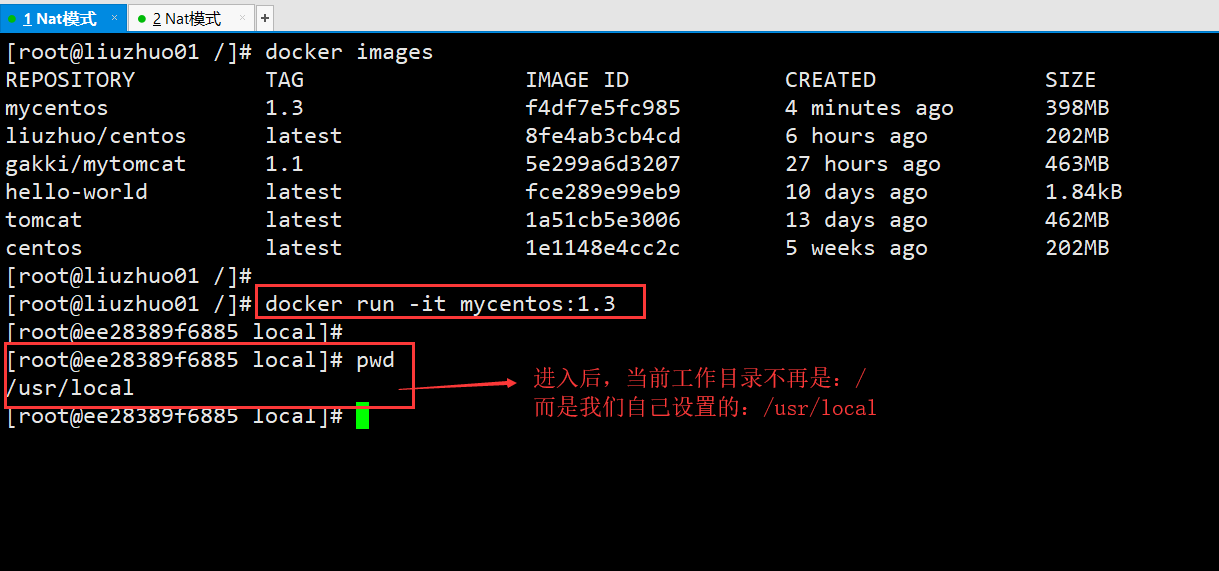 1 Nat模式 × 2 Nat模式 × +
[root@liuzhuo01 /]# docker images
REPOSITORY TAG IMAGE ID CREATED SIZE
mycentos 1.3 f4df7e5fc985 4 minutes ago 398MB
liuzhuo/centos latest 8fe4ab3cb4cd 6 hours ago 202MB
gakki/mytomcat 1.1 5e299a6d3207 27 hours ago 463MB
hello-world latest fce289e99eb9 10 days ago 1.84kB
tomcat latest 1a51cb5e3006 13 days ago 462MB
centos latest 1e1148e4cc2c 5 weeks ago 202MB
[root@liuzhuo01 /]#
[root@liuzhuo01 /]# docker run -it mycentos:1.3
[root@ee28389f6885 local]#
[root@ee28389f6885 local]# pwd
/usr/local
[root@ee28389f6885 local]#
进入后，当前工作目录不再是：/
而是我们自己设置的：/usr/local